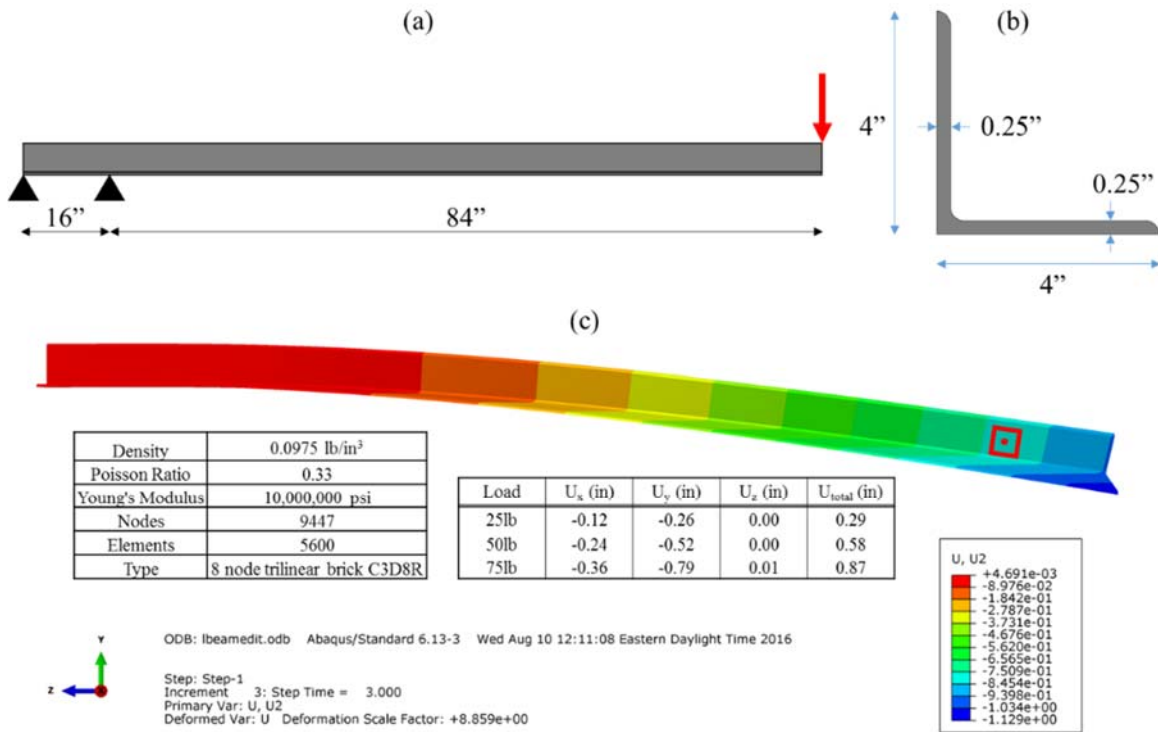 (a)
(b)
4”
0.25”
0.25”
16”
84”
4”
(c)
Density 0.0975 lb/in³
Poisson Ratio 0.33
Young's Modulus 10,000,000 psi
Nodes 9447
Elements 5600
Type 8 node trilinear brick C3D8R
Load Uₓ (in) Uᵧ (in) U_z (in) U_total (in)
25lb -0.12 -0.26 0.00 0.29
50lb -0.24 -0.52 0.00 0.58
75lb -0.36 -0.79 0.01 0.87
U, U2
+4.691e-03
-8.976e-02
-1.842e-01
-2.787e-01
-3.731e-01
-4.676e-01
-5.620e-01
-6.565e-01
-7.509e-01
-8.454e-01
-9.398e-01
-1.034e+00
-1.129e+00
Y
Z
X
ODB: lbeamedit.odb Abaqus/Standard 6.13-3 Wed Aug 10 12:11:08 Eastern Daylight Time 2016
Step: Step-1
Increment 3: Step Time = 3.000
Primary Var: U, U2
Deformed Var: U Deformation Scale Factor: +8.859e+00